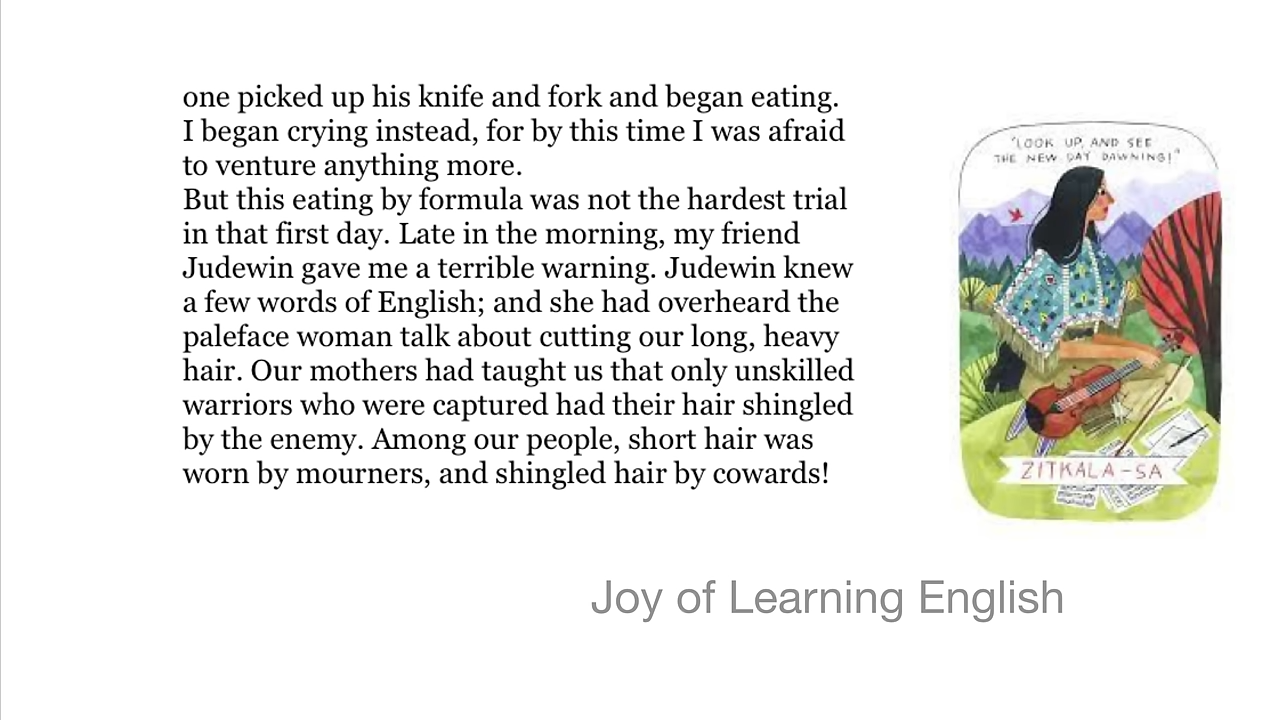 one picked up his knife and fork and began eating.
I began crying instead, for by this time I was afraid
to venture anything more.
But this eating by formula was not the hardest trial
in that first day. Late in the morning, my friend
Judewin gave me a terrible warning. Judewin knew
a few words of English; and she had overheard the
paleface woman talk about cutting our long, heavy
hair. Our mothers had taught us that only unskilled
warriors who were captured had their hair shingled
by the enemy. Among our people, short hair was
worn by mourners, and shingled hair by cowards!
"LOOK UP, AND SEE
THE NEW DAY DAWNING!"
ZITKALA-SA
Joy of Learning English